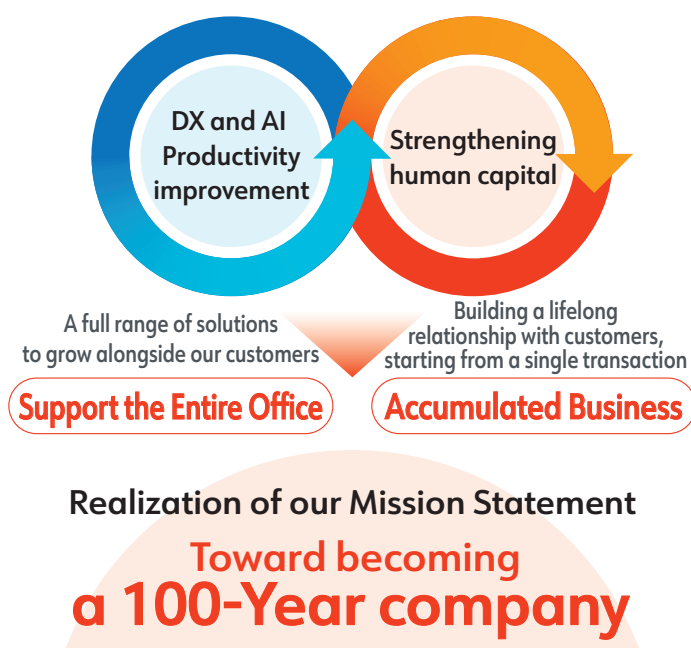 DX and AI
Productivity
improvement
Strengthening
human capital
A full range of solutions
to grow alongside our customers
Support the Entire Office
Building a lifelong
relationship with customers,
starting from a single transaction
Accumulated Business
Realization of our Mission Statement
Toward becoming
a 100-Year company